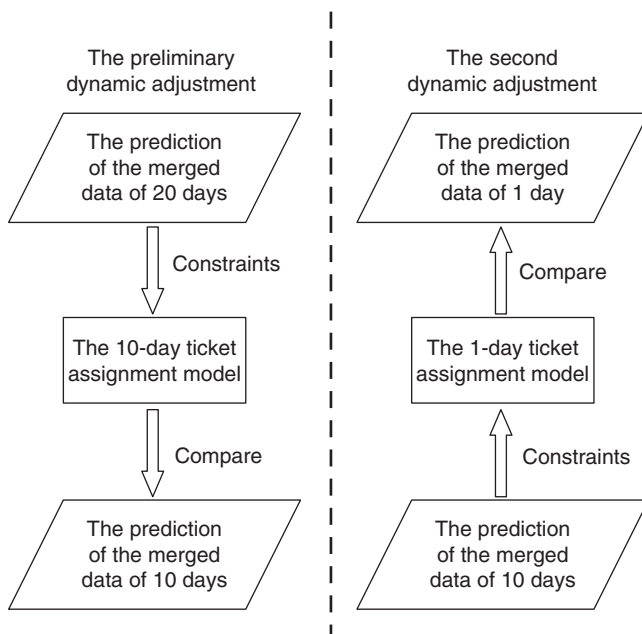 The preliminary
dynamic adjustment
The prediction
of the merged
data of 20 days
Constraints
The 10-day ticket
assignment model
Compare
The prediction
of the merged
data of 10 days
The second
dynamic adjustment
The prediction
of the merged
data of 1 day
Compare
The 1-day ticket
assignment model
Constraints
The prediction
of the merged
data of 10 days